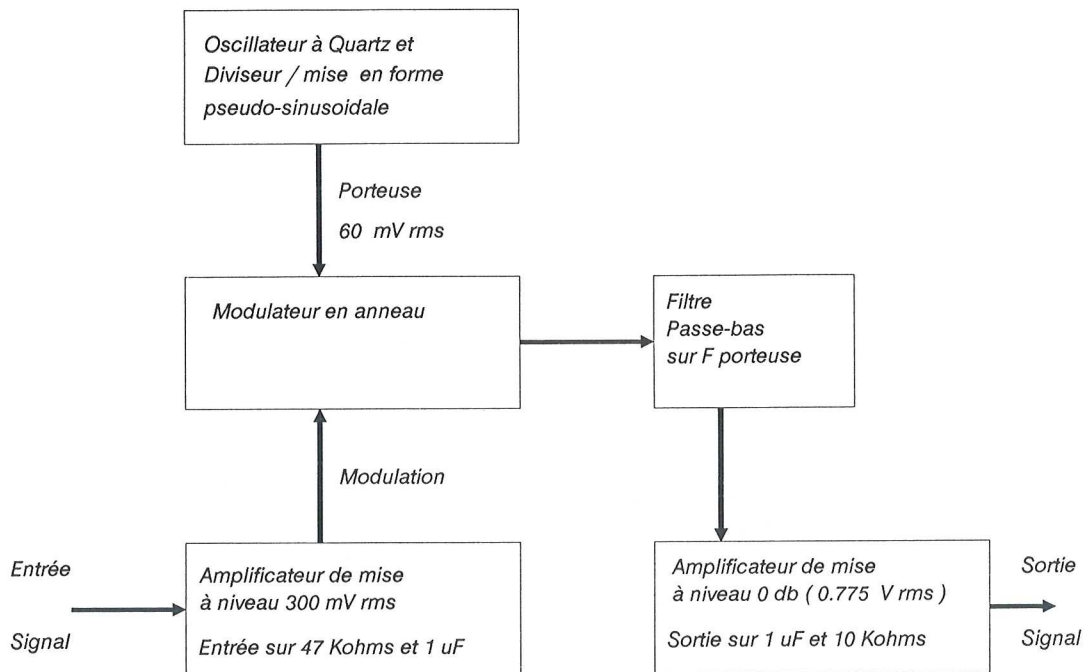 Oscillateur à Quartz et
Diviseur / mise en forme
pseudo-sinusoidale
Porteuse
60 mV rms
Modulateur en anneau
Filtre
Passe-bas
sur F porteuse
Modulation
Entrée
Signal
Amplificateur de mise
à niveau 300 mV rms
Entrée sur 47 Kohms et 1 uF
Amplificateur de mise
à niveau 0 db ( 0.775 V rms )
Sortie sur 1 uF et 10 Kohms
Sortie
Signal